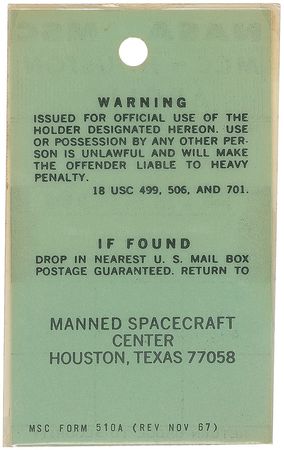 WARNING
ISSUED FOR OFFICIAL USE OF THE
HOLDER DESIGNATED HEREON. USE
OR POSSESSION BY ANY OTHER PER-
SON IS UNLAWFUL AND WILL MAKE
THE OFFENDER LIABLE TO HEAVY
PENALTY.
18 USC 499, 506, AND 701.
IF FOUND
DROP IN NEAREST U. S. MAIL BOX
POSTAGE GUARANTEED. RETURN TO
MANNED SPACECRAFT
CENTER
HOUSTON, TEXAS 77058
MSC FORM 510A (REV NOV 67)